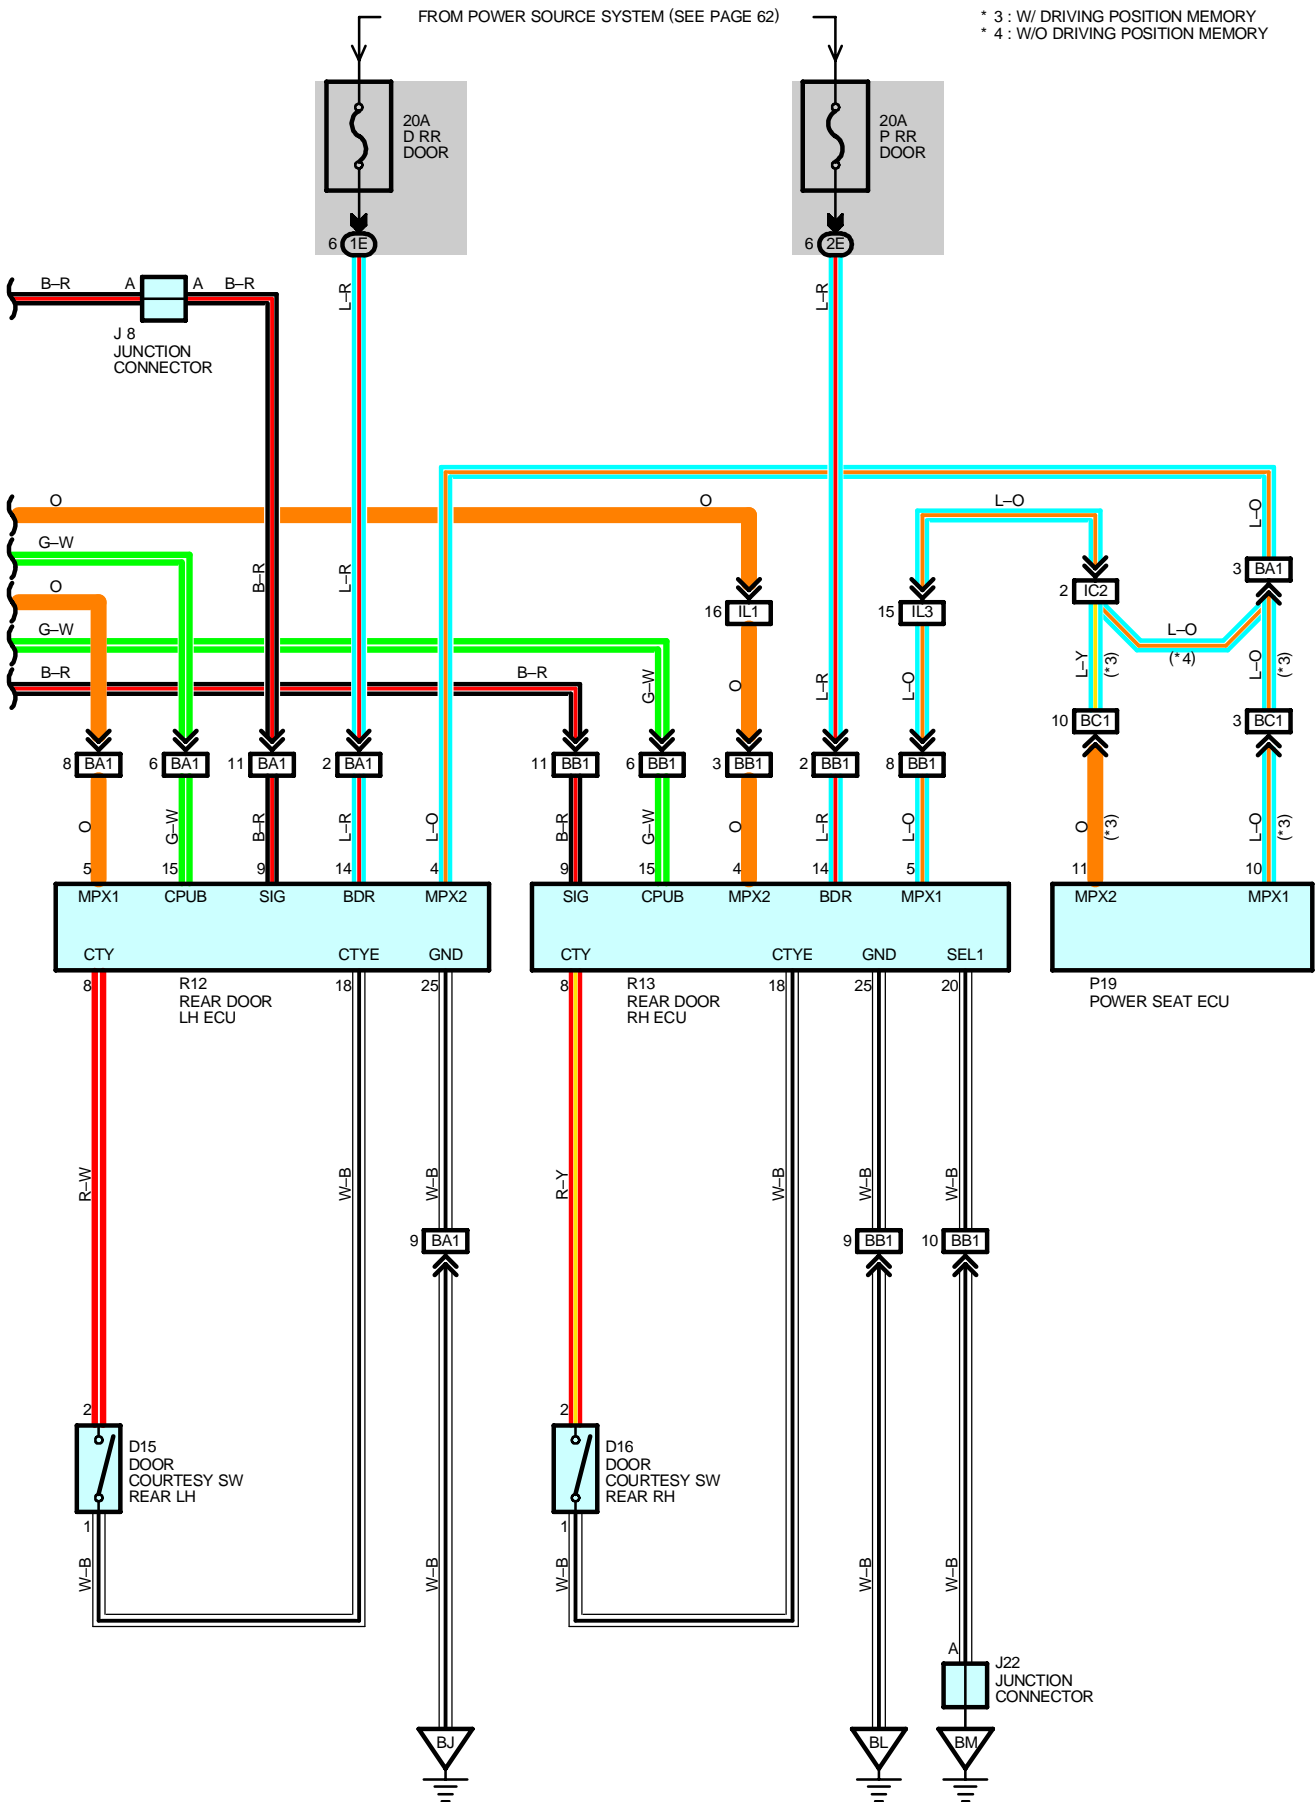 FROM POWER SOURCE SYSTEM (SEE PAGE 62)
* 3 : W/ DRIVING POSITION MEMORY
* 4 : W/O DRIVING POSITION MEMORY
20A
D RR
DOOR
20A
P RR
DOOR
6 1E
6 2E
B–R A A B–R
L–R
L–R
J 8
JUNCTION
CONNECTOR
O
O
L–O
L–O
G–W
B–R
L–R
3 BA1
O
2 IC2
16 IL1
15 IL3
G–W
L–O
(*4)
B–R
B–R
G–W
O
L–R
L–O
L–Y
(*3)
L–O
(*3)
10 BC1
3 BC1
8 BA1
6 BA1
11 BA1
2 BA1
11 BB1
6 BB1
3 BB1
2 BB1
8 BB1
O
G–W
B–R
L–R
L–O
B–R
G–W
O
L–R
L–O
O
(*3)
L–O
(*3)
5 15 9 14 4 9 15 4 14 5 11 10
MPX1 CPUB SIG BDR MPX2
SIG CPUB MPX2 BDR MPX1
MPX2 MPX1
CTY CTYE GND
CTY CTYE GND SEL1
8 18 25 8 18 25 20
R12
REAR DOOR
LH ECU
R13
REAR DOOR
RH ECU
P19
POWER SEAT ECU
R–W
W–B
W–B
R–Y
W–B
W–B
W–B
9 BA1
9 BB1
10 BB1
2
D15
DOOR
COURTESY SW
REAR LH
1
2
D16
DOOR
COURTESY SW
REAR RH
1
W–B
W–B
W–B
W–B
W–B
A
J22
JUNCTION
CONNECTOR
BJ
BL
BM